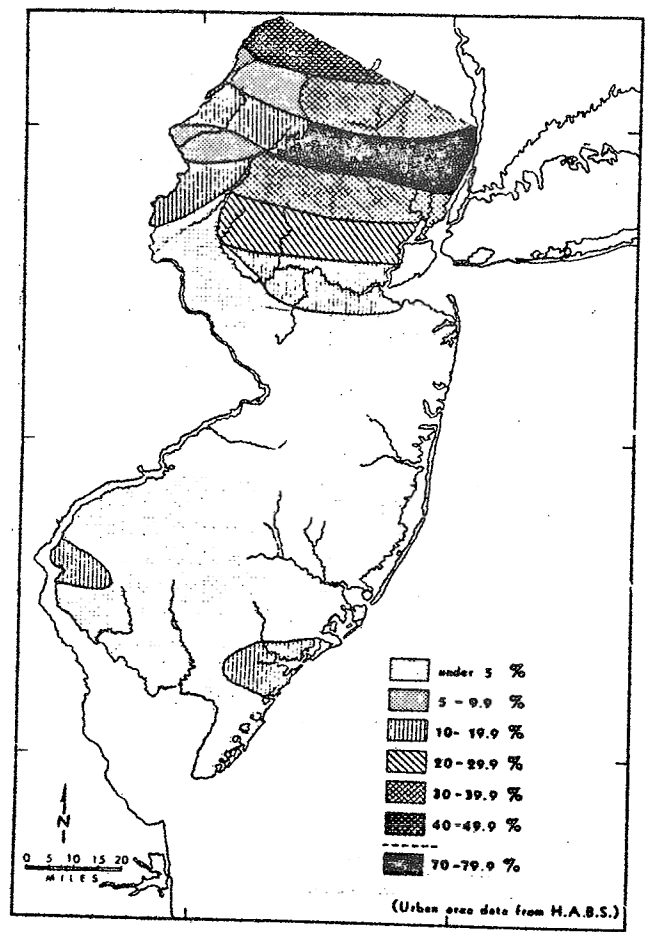 under 5 %
5 - 9.9 %
10- 19.9 %
20-29.9 %
30-39.9 %
40-49.9 %
70-79.9 %
N
0 5 10 15 20
MILES
(Urban area data from H.A.B.S.)